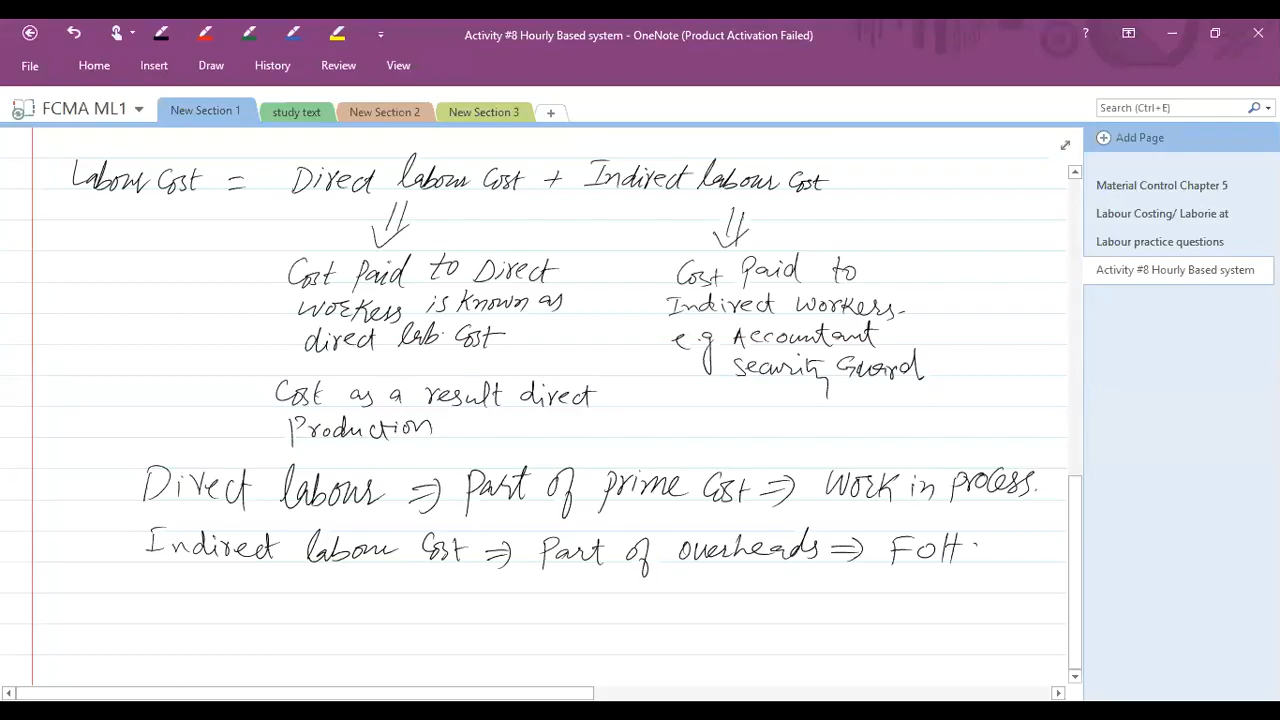 Activity #8 Hourly Based system - OneNote (Product Activation Failed)
?
File Home Insert Draw History Review View
FCMA ML1 New Section 1 study text New Section 2 New Section 3 +
Search (Ctrl+E)
Add Page
Material Control Chapter 5
Labour Costing/ Laborie at
Labour practice questions
Activity #8 Hourly Based system
Labour Cost = Direct labour Cost + Indirect labour Cost
⇓ ⇓
Cost Paid to Direct
workers is known as
direct lab. Cost
Cost as a result direct
Production
Cost Paid to
Indirect workers.
e.g Accountant
Security Guard
Direct labour ⇒ Part of prime Cost ⇒ Work in process.
Indirect labour Cost ⇒ Part of overheads ⇒ FOH.